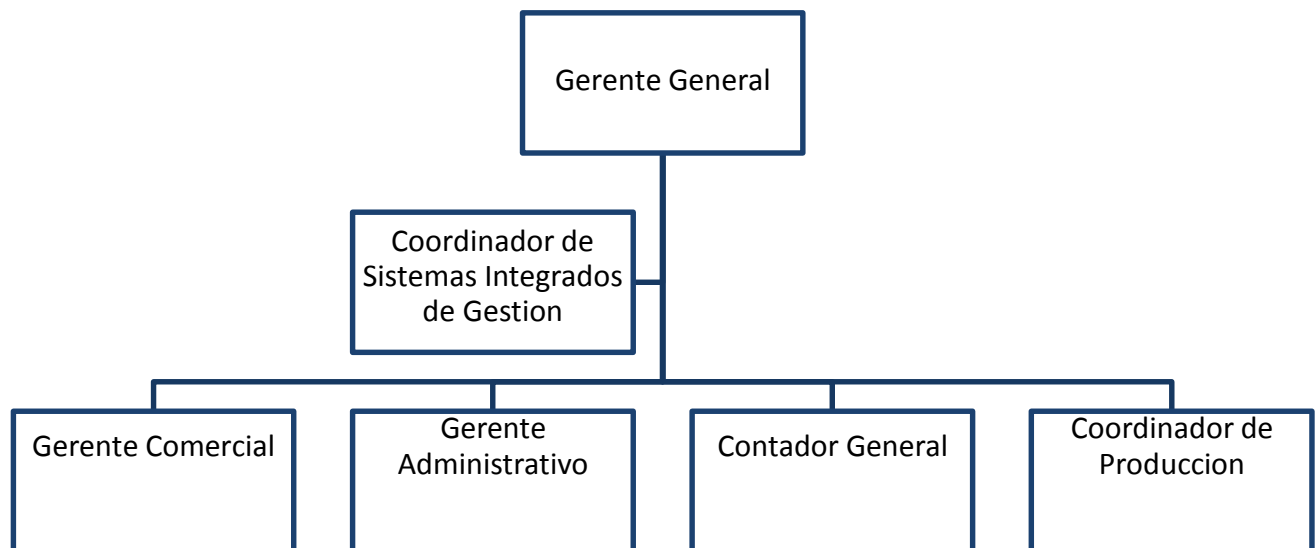 Gerente General
Coordinador de
Sistemas Integrados
de Gestion
Gerente Comercial
Gerente
Administrativo
Contador General
Coordinador de
Produccion